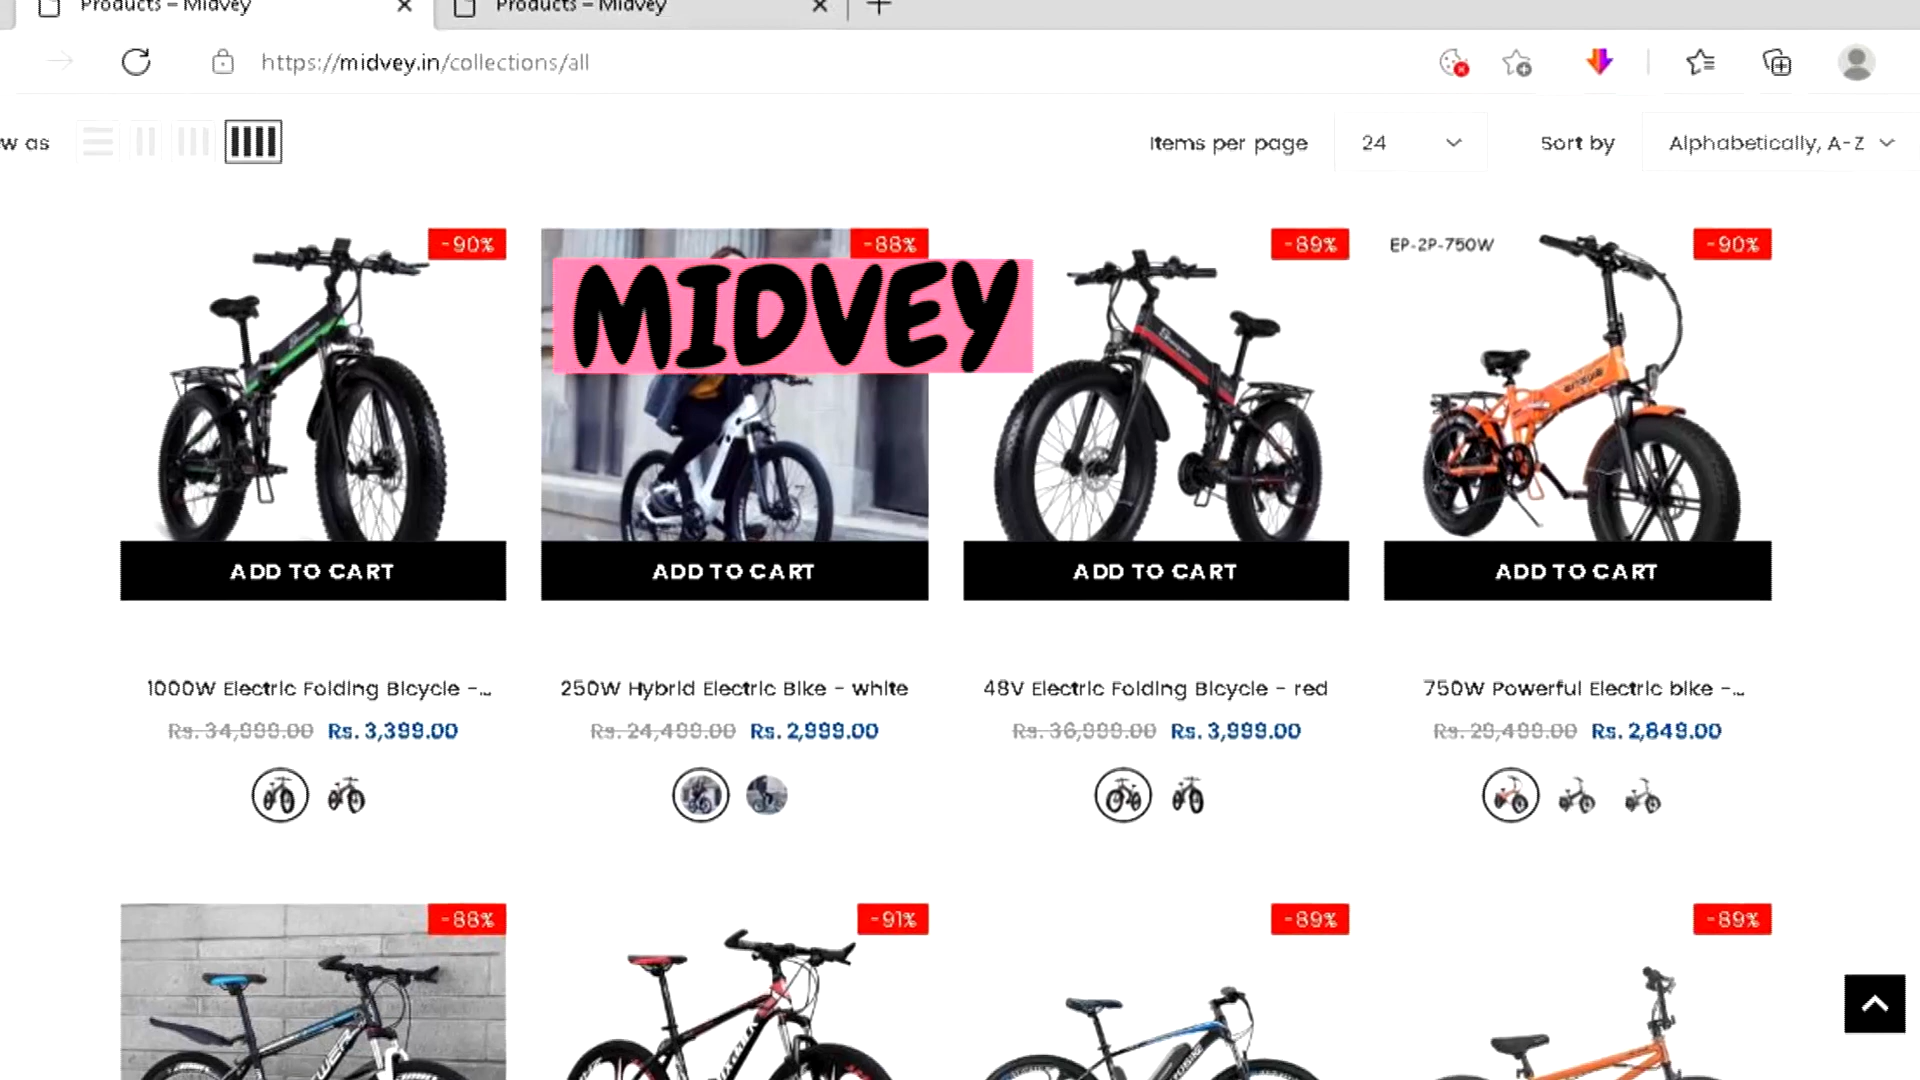 Products – Midvey
Products – Midvey
https://midvey.in/collections/all
w as
Items per page
24
Sort by
Alphabetically, A-Z
-90%
-88%
-89%
EP-2P-750W
-90%
MIDVEY
ADD TO CART
ADD TO CART
ADD TO CART
ADD TO CART
1000W Electric Folding Bicycle -...
250W Hybrid Electric Bike - white
48V Electric Folding Bicycle - red
750W Powerful Electric bike -...
Rs. 34,999.00 Rs. 3,399.00
Rs. 24,499.00 Rs. 2,999.00
Rs. 36,999.00 Rs. 3,999.00
Rs. 29,499.00 Rs. 2,849.00
-88%
-91%
-89%
-89%